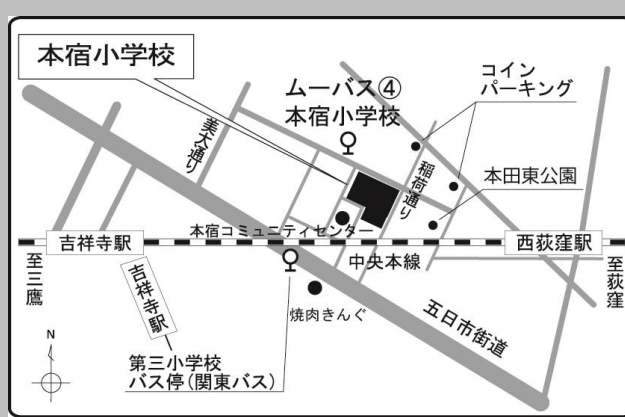 本宿小学校
ムーバス④
本宿小学校
コイン
パーキング
美大通り
稲荷通り
本田東公園
本宿コミュニティセンター
吉祥寺駅
西荻窪駅
至三鷹
中央本線
至荻窪
吉祥寺駅
焼肉きんぐ
五日市街道
N
第三小学校
バス停(関東バス)